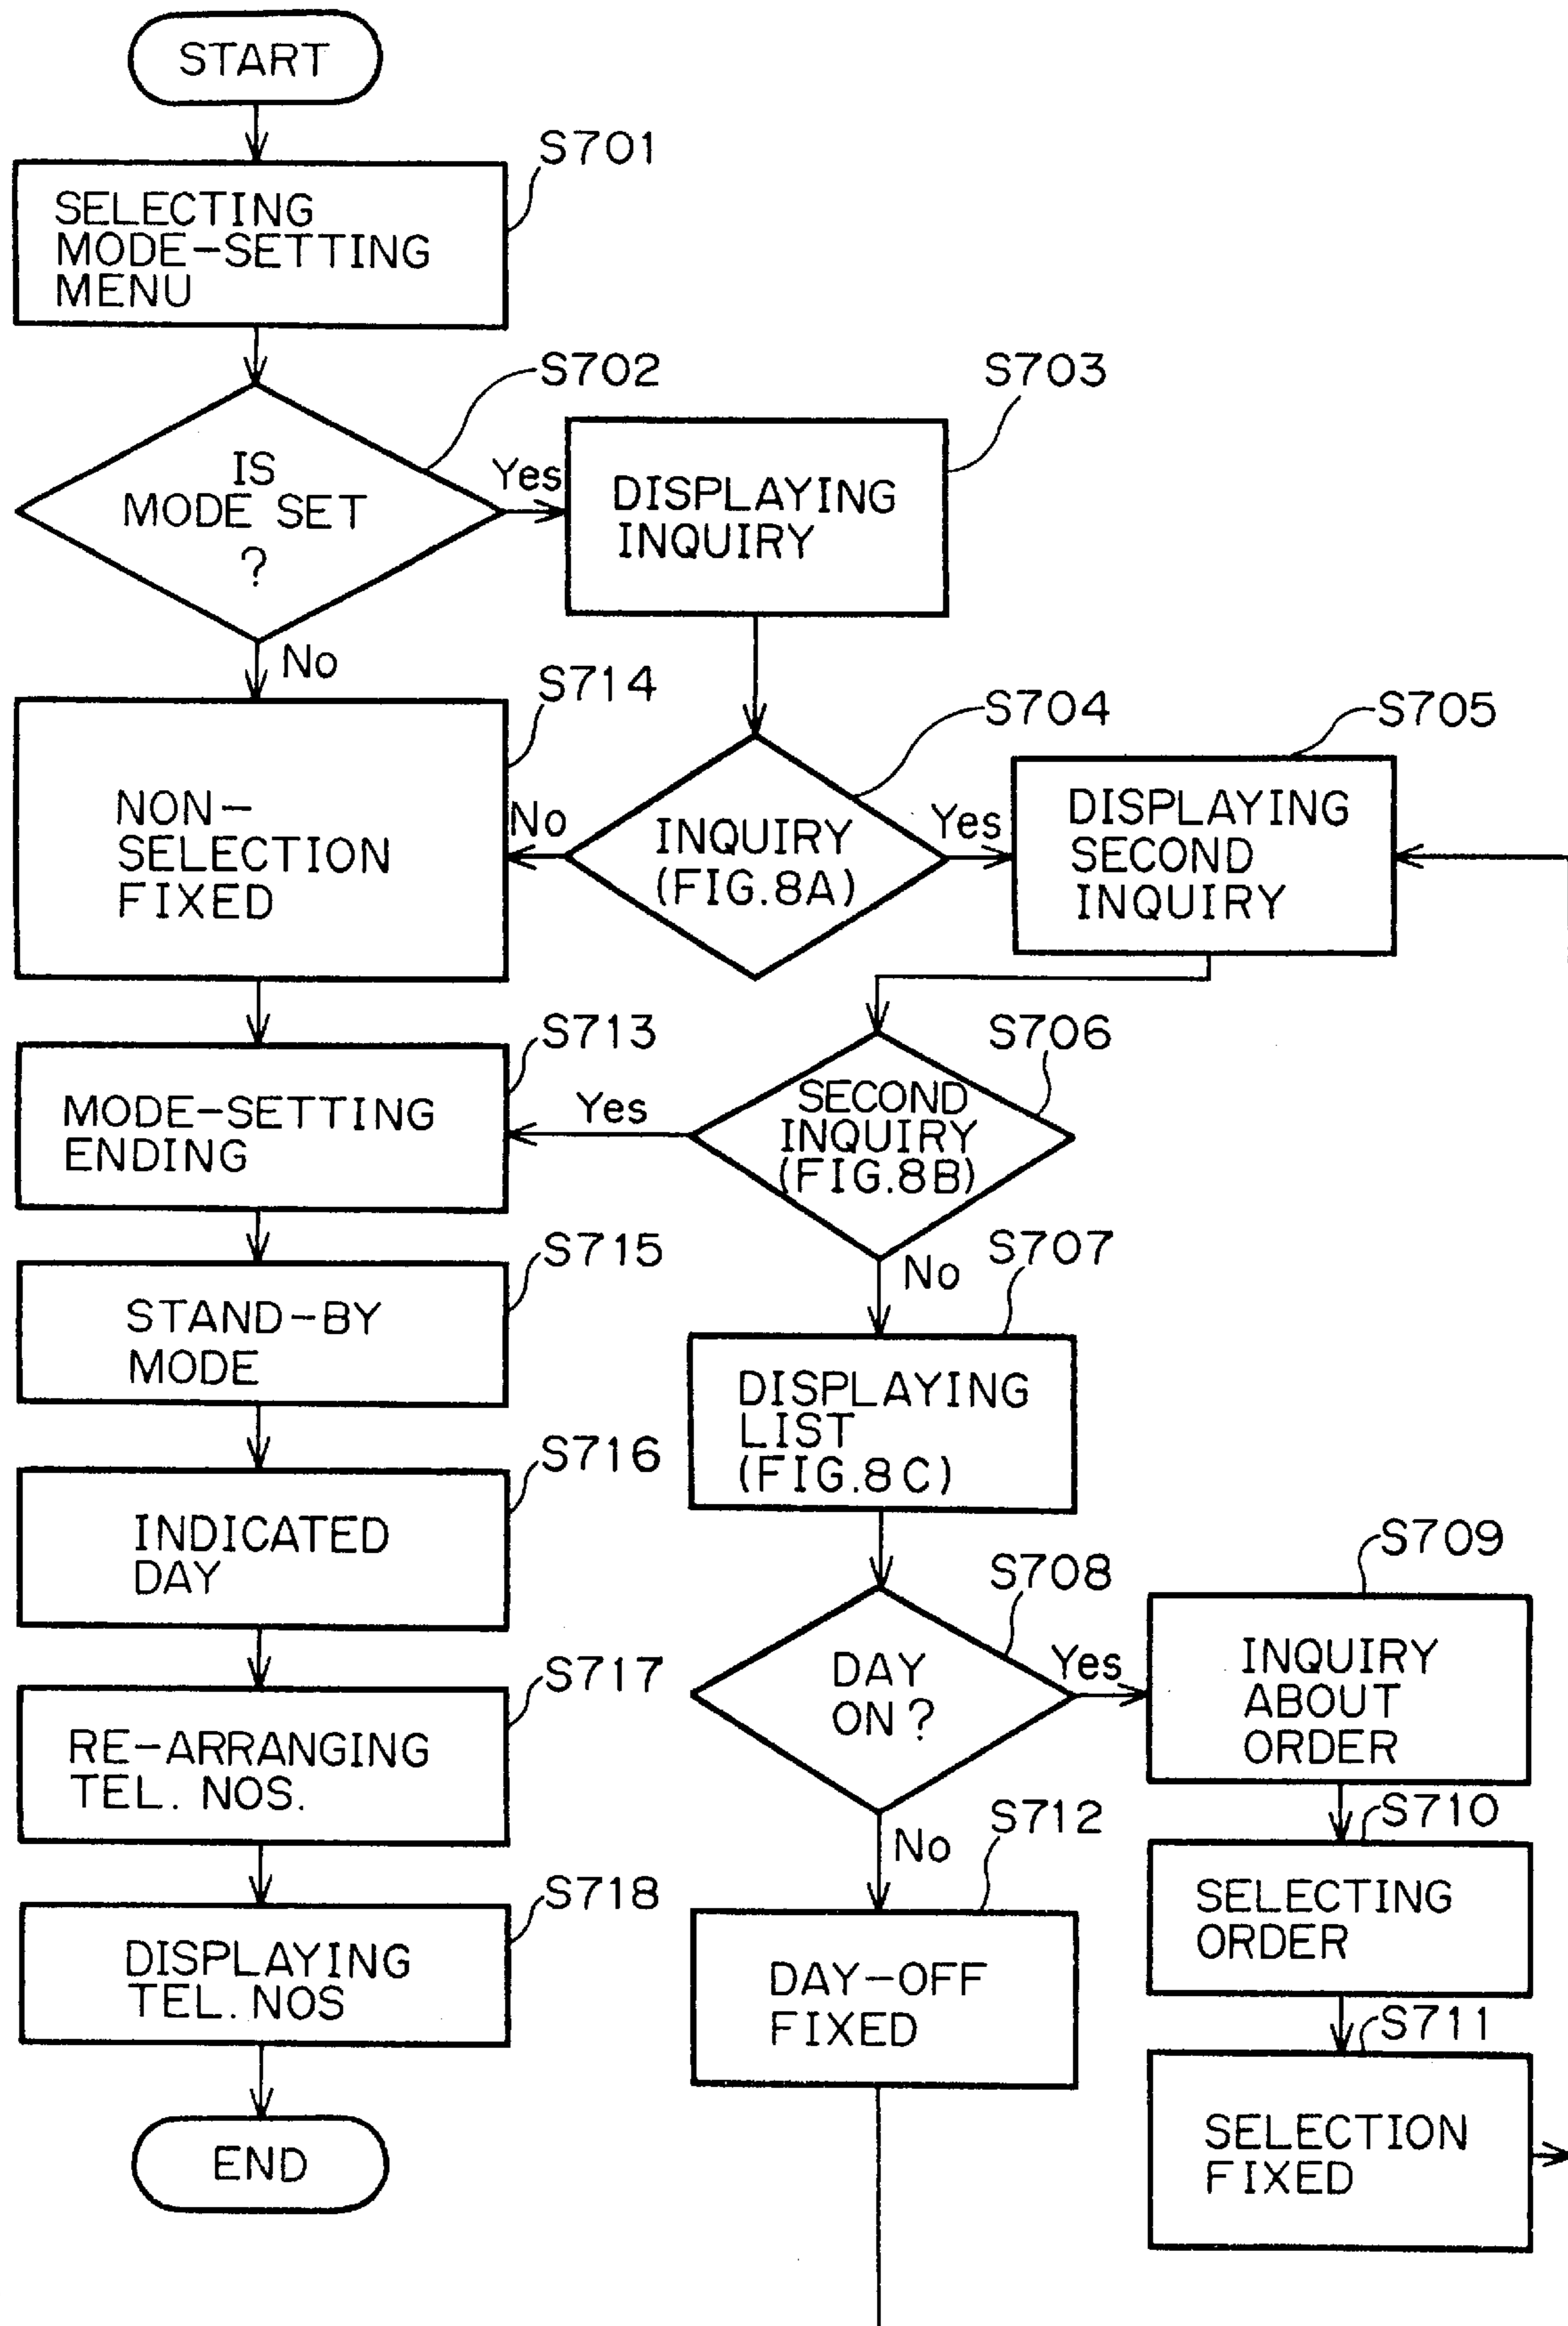 START
S701
SELECTING
MODE-SETTING
MENU
S702
IS
MODE SET
?
Yes
No
S703
DISPLAYING
INQUIRY
S714
NON-
SELECTION
FIXED
S704
No
INQUIRY
(FIG.8A)
Yes
S705
DISPLAYING
SECOND
INQUIRY
S713
MODE-SETTING
ENDING
Yes
S706
SECOND
INQUIRY
(FIG.8B)
No
S715
STAND-BY
MODE
S707
DISPLAYING
LIST
(FIG.8C)
S716
INDICATED
DAY
S708
DAY
ON?
Yes
No
S709
INQUIRY
ABOUT
ORDER
S717
RE-ARRANGING
TEL. NOS.
S710
SELECTING
ORDER
S712
DAY-OFF
FIXED
S718
DISPLAYING
TEL. NOS
S711
SELECTION
FIXED
END